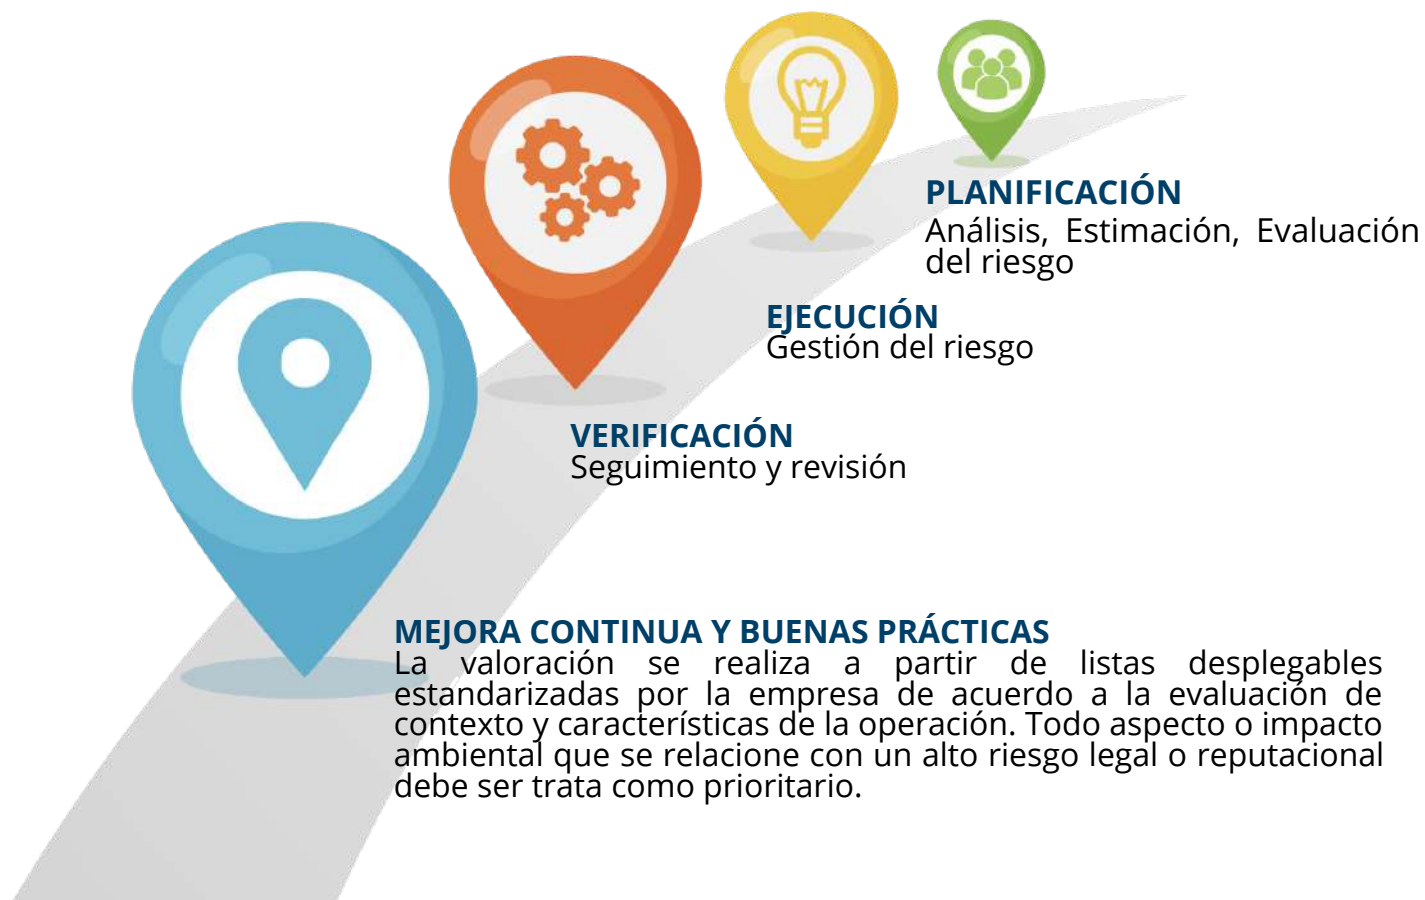 PLANIFICACIÓN
Análisis, Estimación, Evaluación
del riesgo
EJECUCIÓN
Gestión del riesgo
VERIFICACIÓN
Seguimiento y revisión
MEJORA CONTINUA Y BUENAS PRÁCTICAS
La valoración se realiza a partir de listas desplegables
estandarizadas por la empresa de acuerdo a la evaluación de
contexto y características de la operación. Todo aspecto o impacto
ambiental que se relacione con un alto riesgo legal o reputacional
debe ser trata como prioritario.